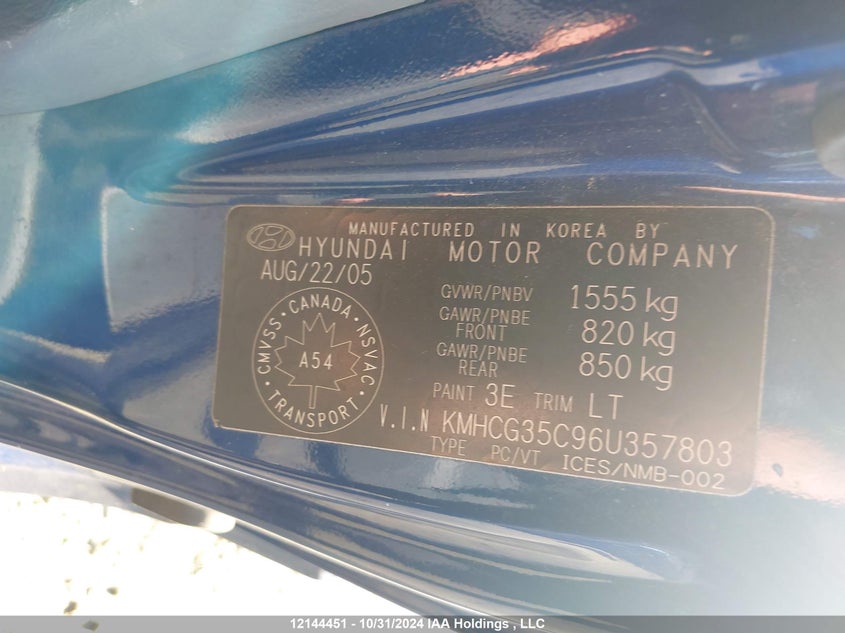 MANUFACTURED IN KOREA BY
HYUNDAI MOTOR COMPANY
AUG/22/05
GVWR/PNBV 1555 kg
GAWR/PNBE FRONT 820 kg
GAWR/PNBE REAR 850 kg
CMVSS · CANADA · NSVAC · TRANSPORT ·
A54
PAINT 3E TRIM LT
V.I.N KMHCG35C96U357803
TYPE PC/VT ICES/NMB-002
12144451 - 10/31/2024 IAA Holdings , LLC